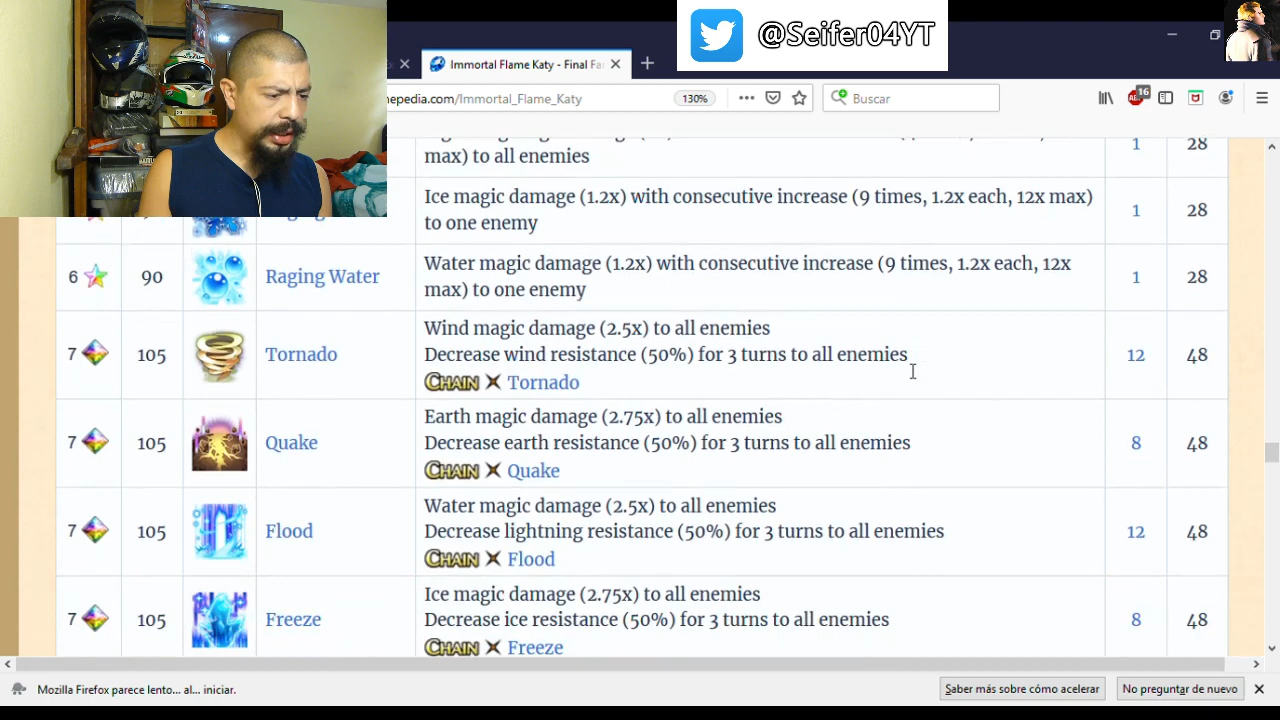 @Seifer04YT
Immortal Flame Katy - Final Fa
nepedia.com/Immortal_Flame_Katy
130%
Buscar
16
max) to all enemies
1
28
Ice magic damage (1.2x) with consecutive increase (9 times, 1.2x each, 12x max)
to one enemy
1
28
6
90
Raging Water
Water magic damage (1.2x) with consecutive increase (9 times, 1.2x each, 12x
max) to one enemy
1
28
7
105
Tornado
Wind magic damage (2.5x) to all enemies
Decrease wind resistance (50%) for 3 turns to all enemies
CHAIN Tornado
12
48
7
105
Quake
Earth magic damage (2.75x) to all enemies
Decrease earth resistance (50%) for 3 turns to all enemies
CHAIN Quake
8
48
7
105
Flood
Water magic damage (2.5x) to all enemies
Decrease lightning resistance (50%) for 3 turns to all enemies
CHAIN Flood
12
48
7
105
Freeze
Ice magic damage (2.75x) to all enemies
Decrease ice resistance (50%) for 3 turns to all enemies
CHAIN Freeze
8
48
Mozilla Firefox parece lento... al... iniciar.
Saber más sobre cómo acelerar
No preguntar de nuevo